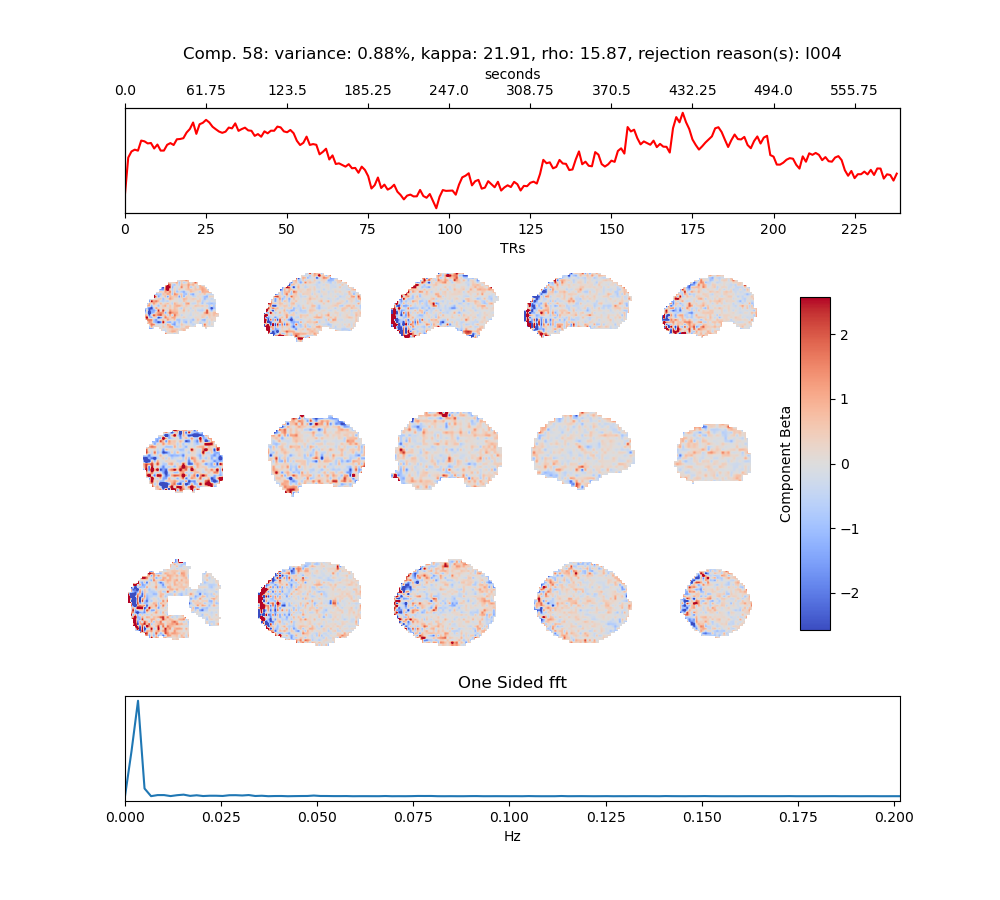 Comp. 58: variance: 0.88%, kappa: 21.91, rho: 15.87, rejection reason(s): I004
seconds
0.0 61.75 123.5 185.25 247.0 308.75 370.5 432.25 494.0 555.75
0 25 50 75 100 125 150 175 200 225
TRs
2
1
0
−1
−2
Component Beta
One Sided fft
0.000 0.025 0.050 0.075 0.100 0.125 0.150 0.175 0.200
Hz